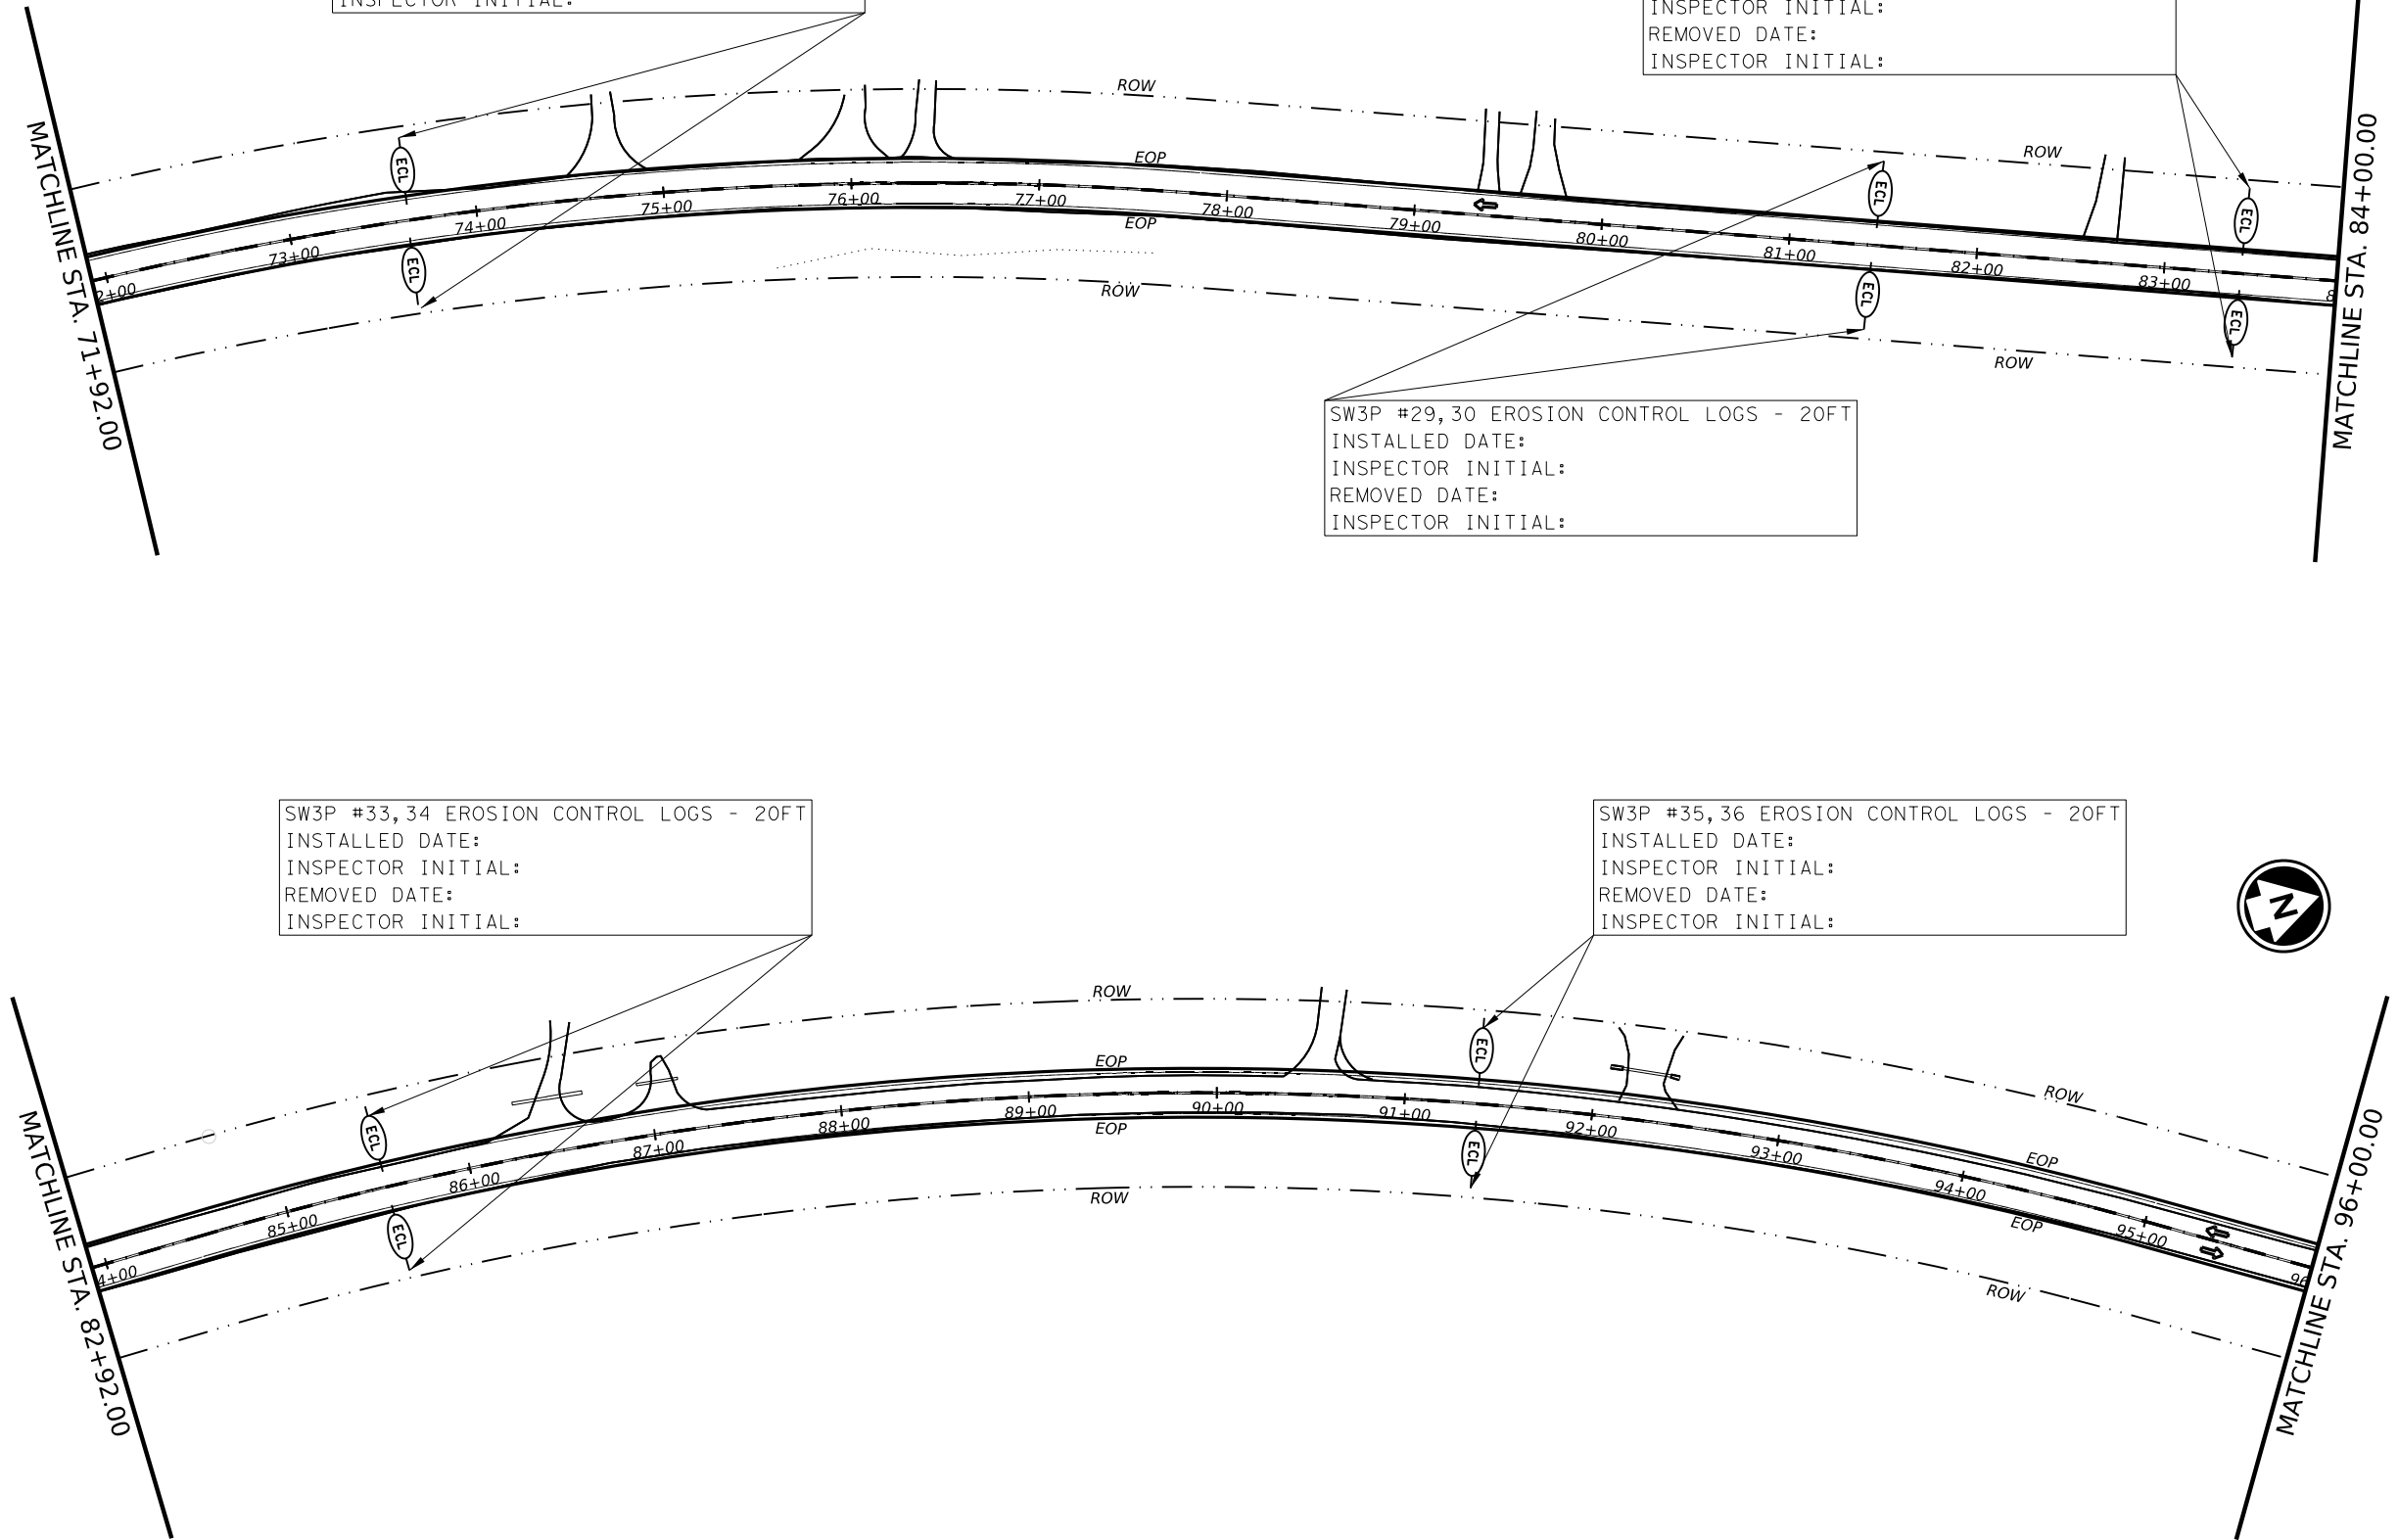 INSPECTOR INITIAL:
INSPECTOR INITIAL:
REMOVED DATE:
INSPECTOR INITIAL:
ROW
ROW
EOP
EOP
ROW
ROW
ECL
ECL
ECL
ECL
ECL
ECL
2+00
73+00
74+00
75+00
76+00
77+00
78+00
79+00
80+00
81+00
82+00
83+00
8
MATCHLINE STA. 71+92.00
MATCHLINE STA. 84+00.00
SW3P #29,30 EROSION CONTROL LOGS - 20FT
INSTALLED DATE:
INSPECTOR INITIAL:
REMOVED DATE:
INSPECTOR INITIAL:
SW3P #33,34 EROSION CONTROL LOGS - 20FT
INSTALLED DATE:
INSPECTOR INITIAL:
REMOVED DATE:
INSPECTOR INITIAL:
SW3P #35,36 EROSION CONTROL LOGS - 20FT
INSTALLED DATE:
INSPECTOR INITIAL:
REMOVED DATE:
INSPECTOR INITIAL:
N
ROW
ROW
EOP
EOP
EOP
EOP
ROW
ROW
ECL
ECL
ECL
ECL
4+00
85+00
86+00
87+00
88+00
89+00
90+00
91+00
92+00
93+00
94+00
95+00
96
MATCHLINE STA. 82+92.00
MATCHLINE STA. 96+00.00